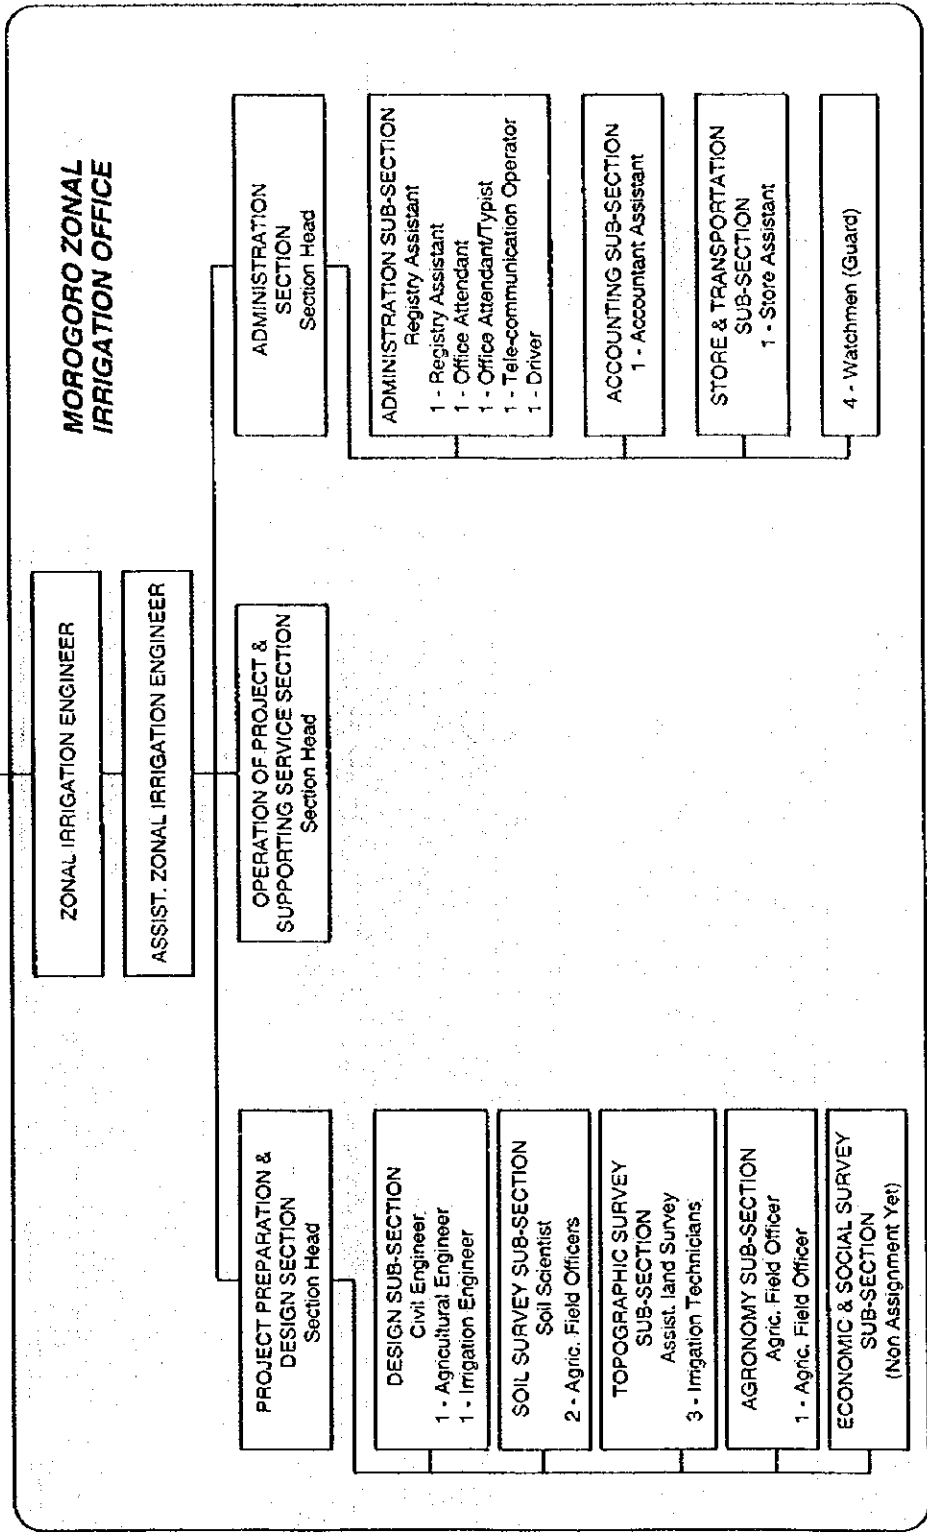 MOROGORO ZONAL
IRRIGATION OFFICE
ZONAL IRRIGATION ENGINEER
ASSIST. ZONAL IRRIGATION ENGINEER
PROJECT PREPARATION &
DESIGN SECTION
Section Head
DESIGN SUB-SECTION
Civil Engineer
1 - Agricultural Engineer
1 - Irrigation Engineer
SOIL SURVEY SUB-SECTION
Soil Scientist
2 - Agric. Field Officers
TOPOGRAPHIC SURVEY
SUB-SECTION
Assist. land Survey
3 - Irrigation Technicians
AGRONOMY SUB-SECTION
Agric. Field Officer
1 - Agric. Field Officer
ECONOMIC & SOCIAL SURVEY
SUB-SECTION
(Non Assignment Yet)
OPERATION OF PROJECT &
SUPPORTING SERVICE SECTION
Section Head
ADMINISTRATION
SECTION
Section Head
ADMINISTRATION SUB-SECTION
Registry Assistant
1 - Registry Assistant
1 - Office Attendant
1 - Office Attendant/Typist
1 - Tele-communication Operator
1 - Driver
ACCOUNTING SUB-SECTION
1 - Accountant Assistant
STORE & TRANSPORTATION
SUB-SECTION
1 - Store Assistant
4 - Watchmen (Guard)